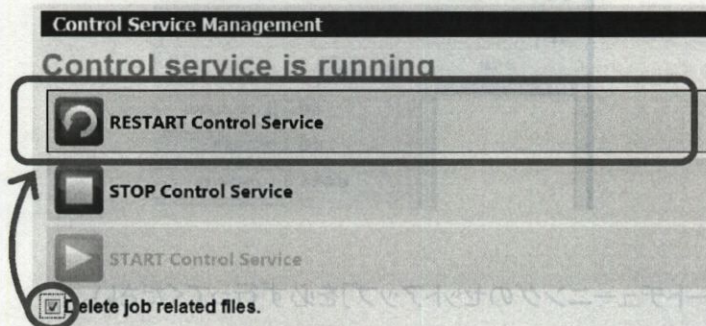 Control Service Management
Control service is running
RESTART Control Service
STOP Control Service
START Control Service
Delete job related files.